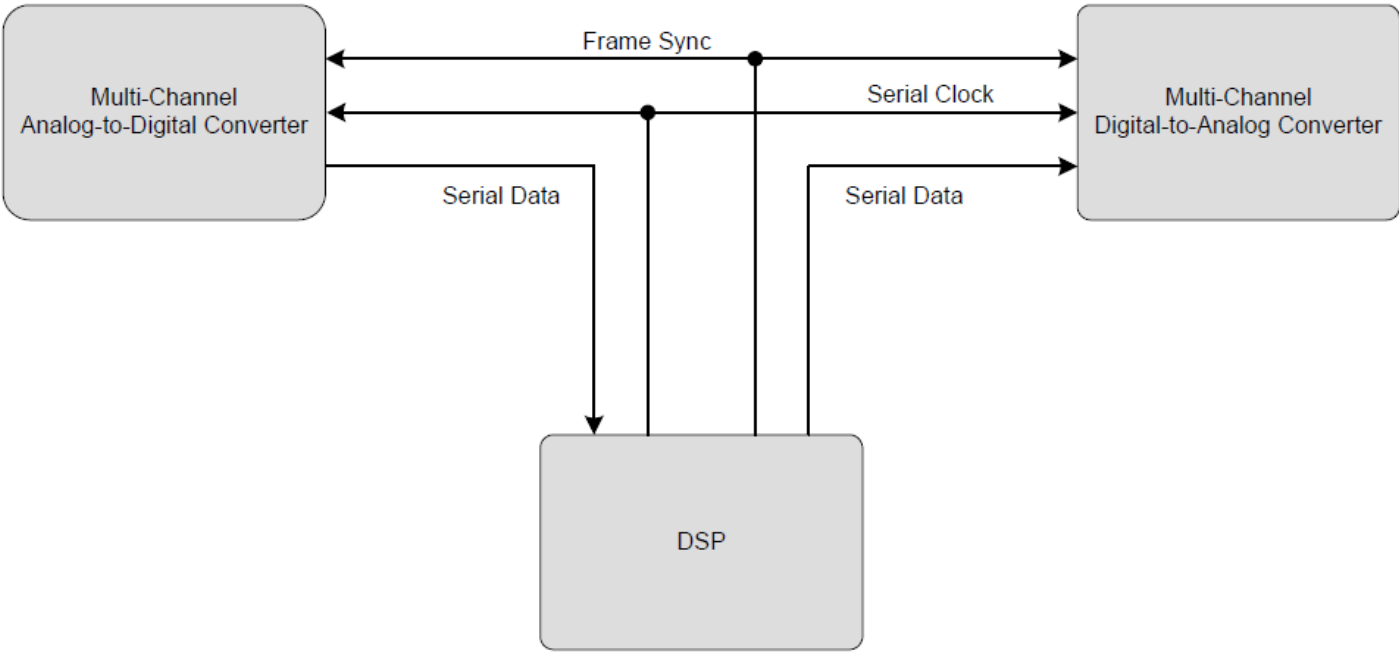 Frame Sync
Serial Clock
Multi-Channel
Analog-to-Digital Converter
Multi-Channel
Digital-to-Analog Converter
Serial Data
Serial Data
DSP